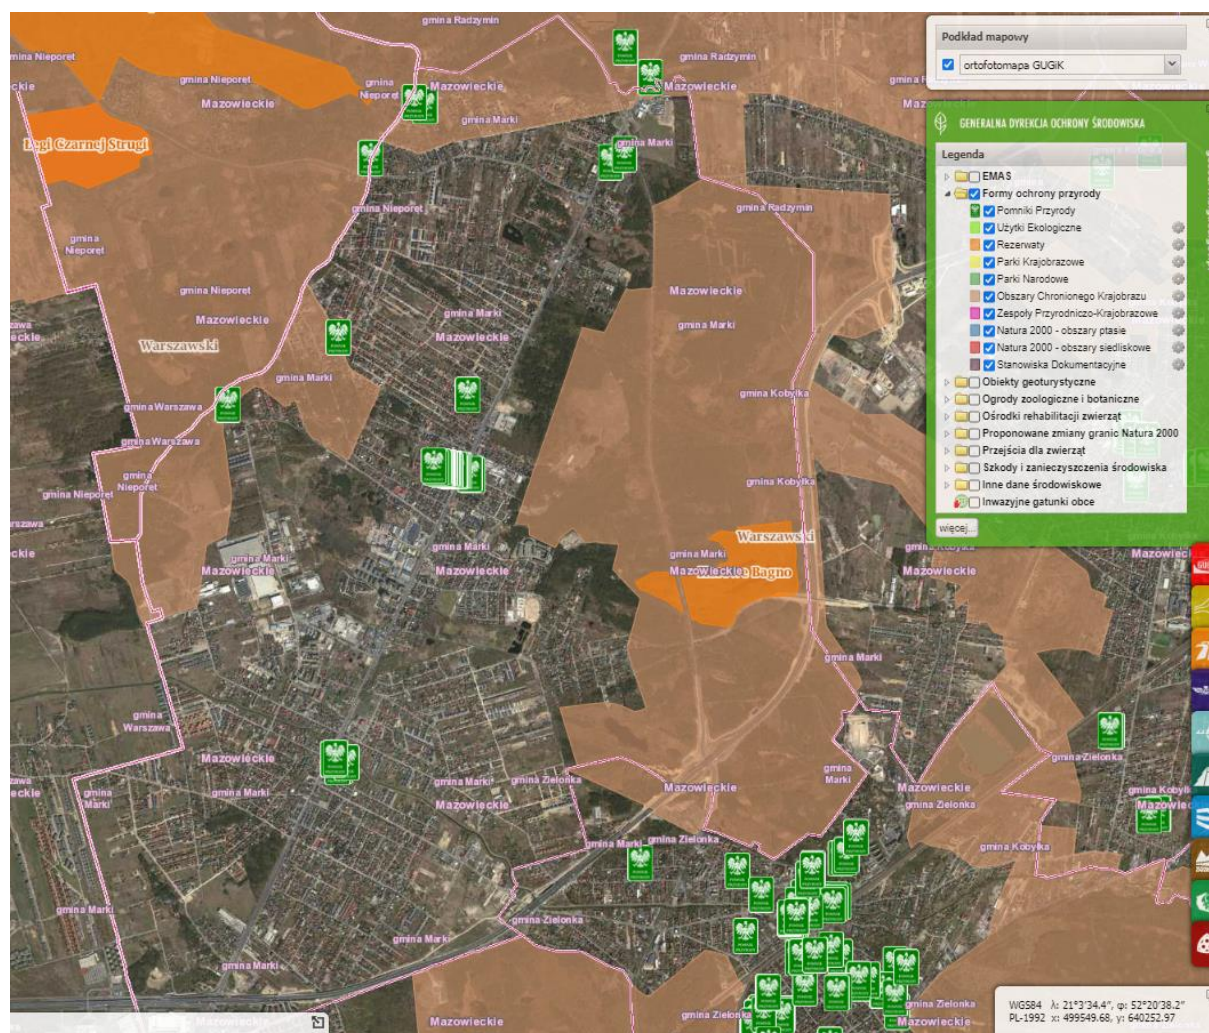 gmina Radzymin
gmina Nieporęt
Mazowieckie
gmina Nieporęt
gmina Radzymin
Mazowieckie
gmina Marki
Łęgi Czarnej Strugi
gmina Marki
gmina Nieporęt
gmina Radzymin
gmina Nieporęt
gmina Nieporęt
Mazowieckie
Mazowieckie
gmina Marki
Mazowieckie
gmina Marki
Warszawski
gmina Marki
gmina Kobyłka
gmina Warszawa
gmina Warszawa
gmina Nieporęt
gmina Nieporęt
gmina Kobyłka
Warszawski
gmina Marki
Mazowieckie
gmina Marki
Mazowieckie
Mazowieckie
Bagno
Mazowieckie
gmina Kobyłka
Mazowieckie
gmina Marki
gmina Warszawa
Mazowieckie
gmina Marki
gmina Marki
gmina Marki
gmina Zielonka
Mazowieckie
Mazowieckie
gmina Marki
Mazowieckie
gmina Zielonka
gmina Zielonka
gmina Kobyłka
gmina Marki
gmina Zielonka
gmina Kobyłka
gmina Marki
gmina Zielonka
gmina Marki
gmina Marki
Mazowieckie
Mazowieckie
gmina Zielonka
gmina Zielonka
Mazowieckie
Podkład mapowy
ortofotomapa GUGiK
GENERALNA DYREKCJA OCHRONY ŚRODOWISKA
Legenda
EMAS
Formy ochrony przyrody
Pomniki Przyrody
Użytki Ekologiczne
Rezerwaty
Parki Krajobrazowe
Parki Narodowe
Obszary Chronionego Krajobrazu
Zespoły Przyrodniczo-Krajobrazowe
Natura 2000 - obszary ptasie
Natura 2000 - obszary siedliskowe
Stanowiska Dokumentacyjne
Obiekty geoturystyczne
Ogrody zoologiczne i botaniczne
Ośrodki rehabilitacji zwierząt
Proponowane zmiany granic Natura 2000
Przejścia dla zwierząt
Szkody i zanieczyszczenia środowiska
Inne dane środowiskowe
Inwazyjne gatunki obce
więcej...
WGS84 λ: 21°3'34.4", φ: 52°20'38.2"
PL-1992 x: 499549.68, y: 640252.97